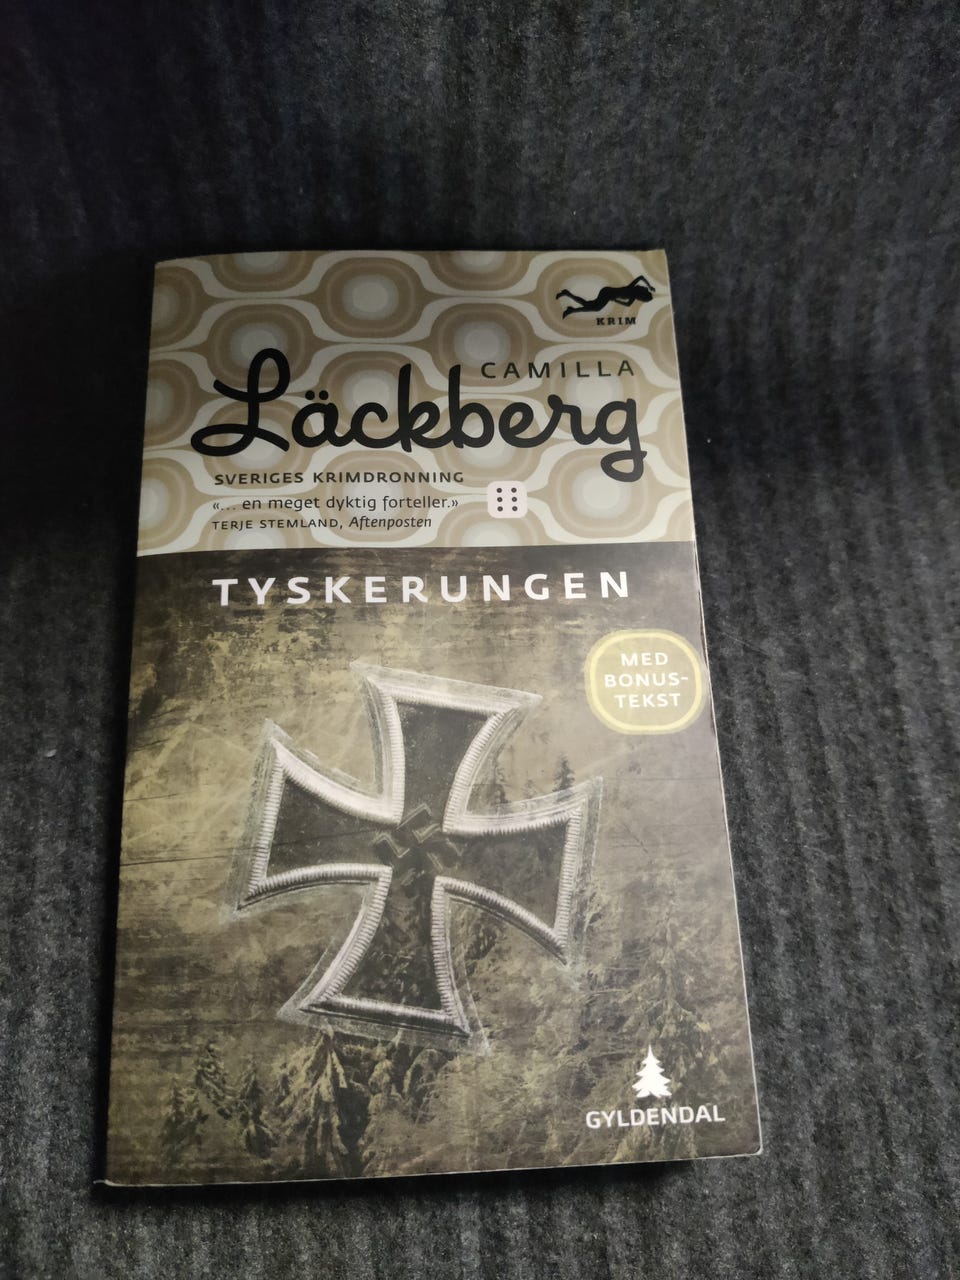 KRIM
CAMILLA
Läckberg
SVERIGES KRIMDRONNING
«... en meget dyktig forteller.»
TERJE STEMLAND, Aftenposten
TYSKERUNGEN
MED
BONUS-
TEKST
GYLDENDAL